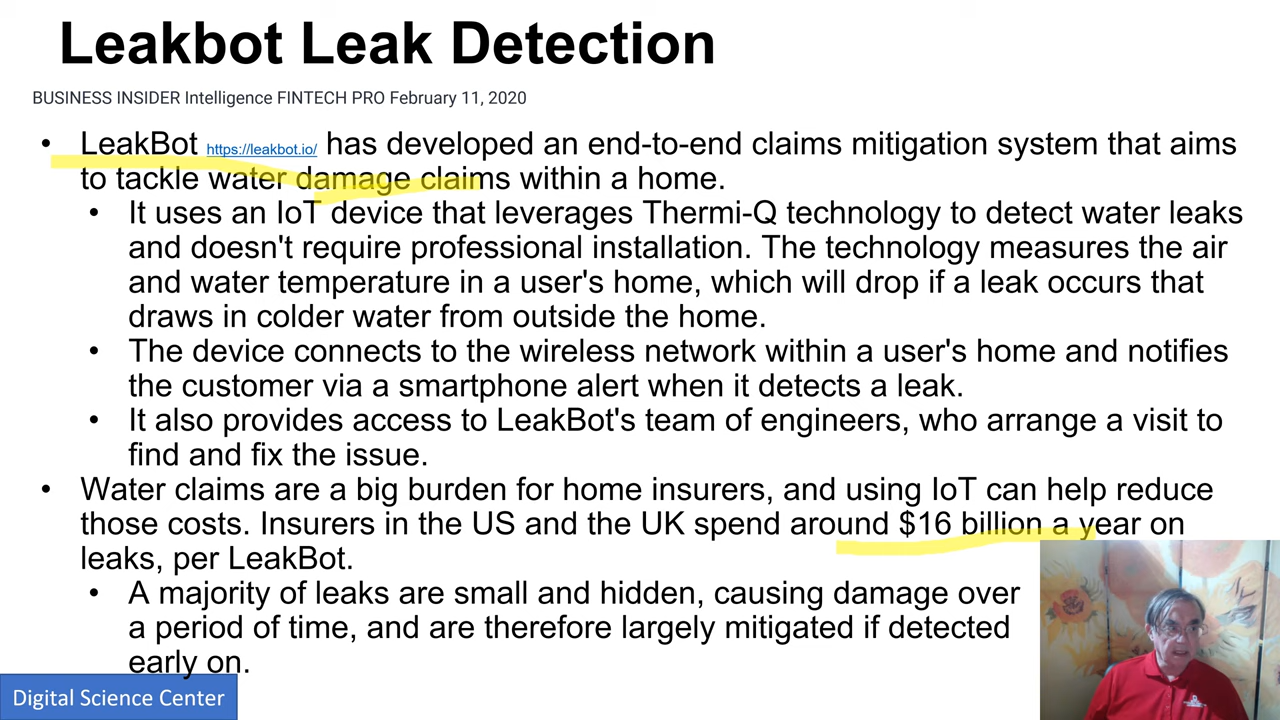 Leakbot Leak Detection
BUSINESS INSIDER Intelligence FINTECH PRO February 11, 2020
• LeakBot https://leakbot.io/ has developed an end-to-end claims mitigation system that aims
to tackle water damage claims within a home.
• It uses an IoT device that leverages Thermi-Q technology to detect water leaks
and doesn't require professional installation. The technology measures the air
and water temperature in a user's home, which will drop if a leak occurs that
draws in colder water from outside the home.
• The device connects to the wireless network within a user's home and notifies
the customer via a smartphone alert when it detects a leak.
• It also provides access to LeakBot's team of engineers, who arrange a visit to
find and fix the issue.
• Water claims are a big burden for home insurers, and using IoT can help reduce
those costs. Insurers in the US and the UK spend around $16 billion a year on
leaks, per LeakBot.
• A majority of leaks are small and hidden, causing damage over
a period of time, and are therefore largely mitigated if detected
early on.
Digital Science Center